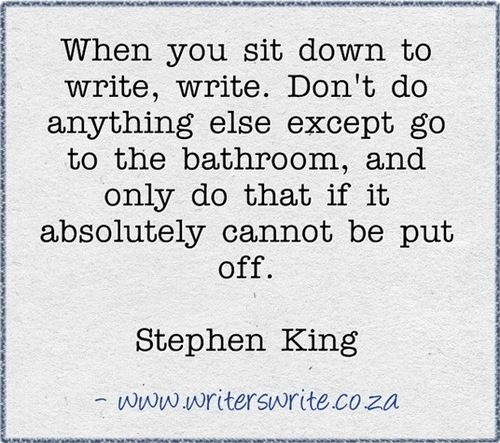 When you sit down to
write, write. Don't do
anything else except go
to the bathroom, and
only do that if it
absolutely cannot be put
off.
Stephen King
- www.writerswrite.co.za